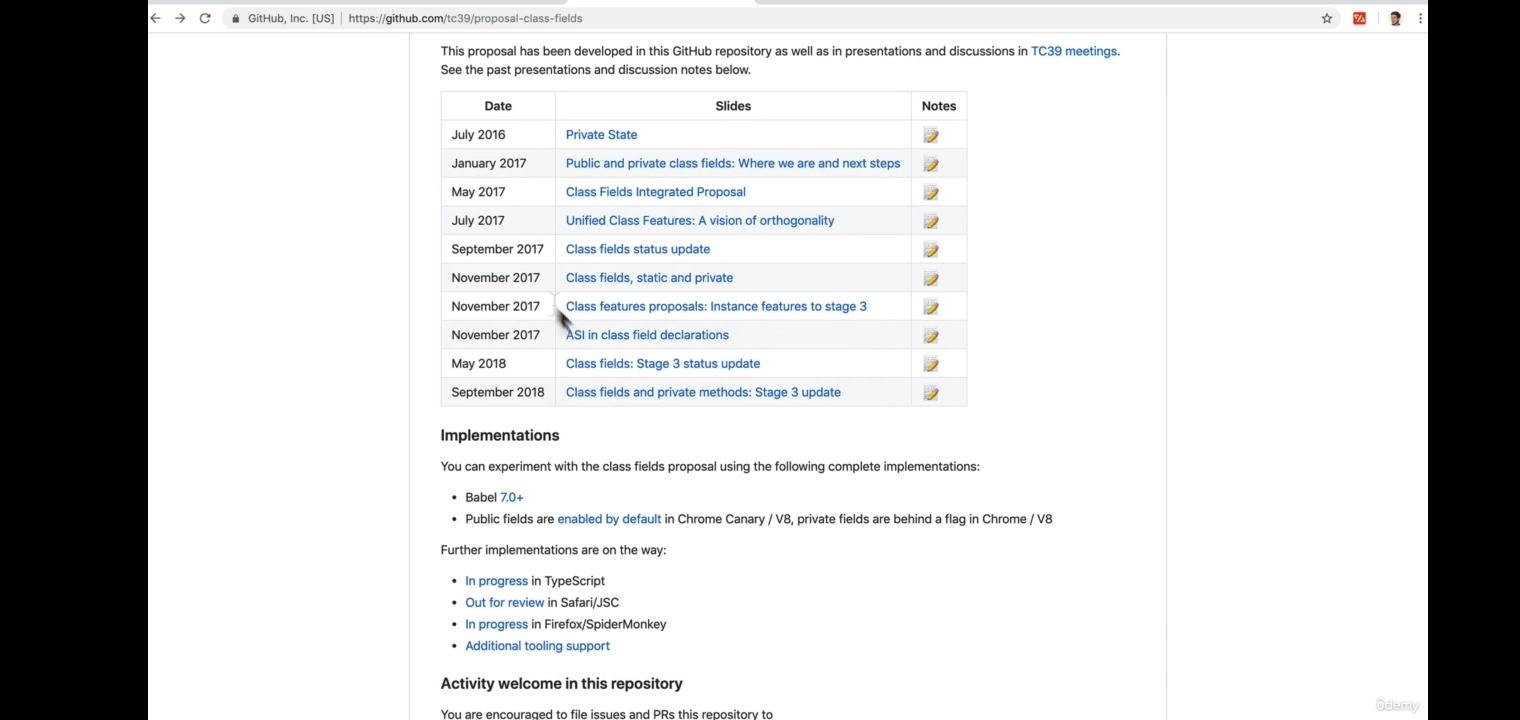 GitHub, Inc. [US] | https://github.com/tc39/proposal-class-fields
This proposal has been developed in this GitHub repository as well as in presentations and discussions in TC39 meetings.
See the past presentations and discussion notes below.
Date Slides Notes
July 2016 Private State
January 2017 Public and private class fields: Where we are and next steps
May 2017 Class Fields Integrated Proposal
July 2017 Unified Class Features: A vision of orthogonality
September 2017 Class fields status update
November 2017 Class fields, static and private
November 2017 Class features proposals: Instance features to stage 3
November 2017 ASI in class field declarations
May 2018 Class fields: Stage 3 status update
September 2018 Class fields and private methods: Stage 3 update
Implementations
You can experiment with the class fields proposal using the following complete implementations:
• Babel 7.0+
• Public fields are enabled by default in Chrome Canary / V8, private fields are behind a flag in Chrome / V8
Further implementations are on the way:
• In progress in TypeScript
• Out for review in Safari/JSC
• In progress in Firefox/SpiderMonkey
• Additional tooling support
Activity welcome in this repository
You are encouraged to file issues and PRs this repository to
ûdemy